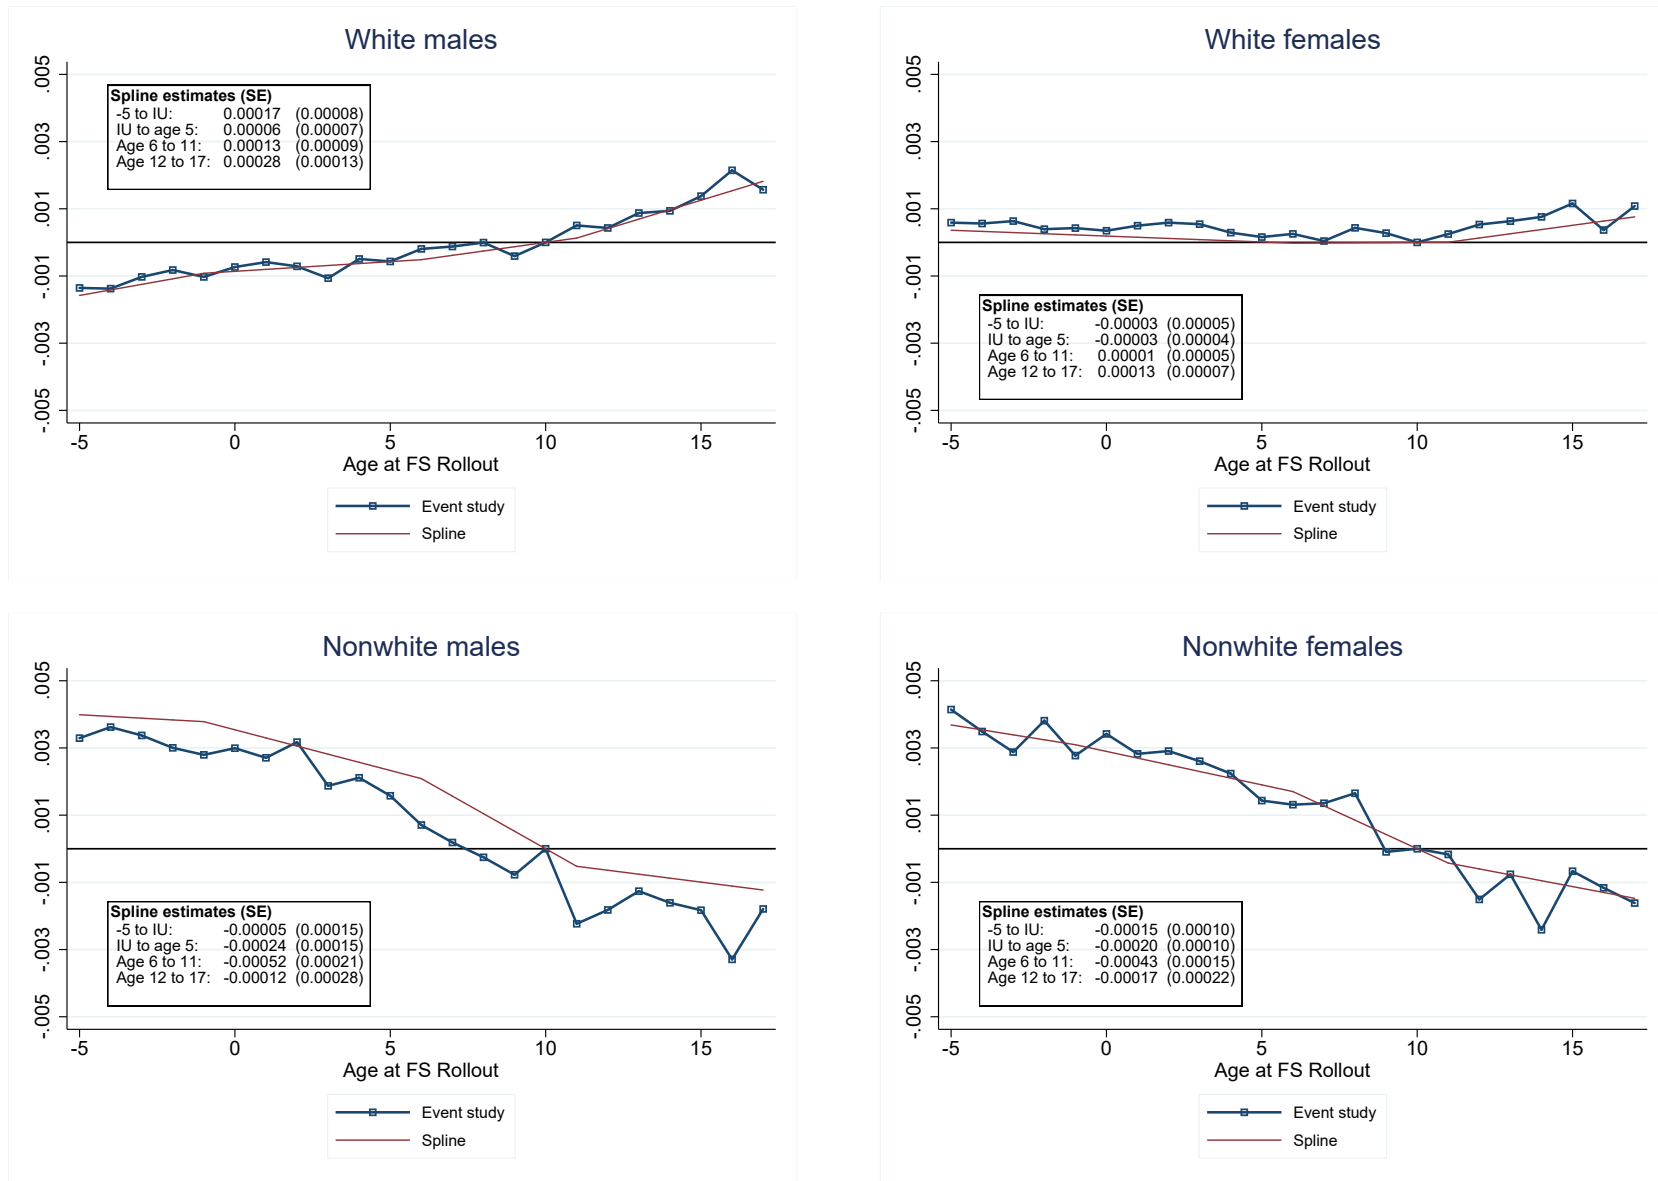 White males
.005
.003
.001
-.001
-.003
-.005
Spline estimates (SE)
-5 to IU: 0.00017 (0.00008)
IU to age 5: 0.00006 (0.00007)
Age 6 to 11: 0.00013 (0.00009)
Age 12 to 17: 0.00028 (0.00013)
-5 0 5 10 15
Age at FS Rollout
Event study
Spline
White females
.005
.003
.001
-.001
-.003
-.005
Spline estimates (SE)
-5 to IU: -0.00003 (0.00005)
IU to age 5: -0.00003 (0.00004)
Age 6 to 11: 0.00001 (0.00005)
Age 12 to 17: 0.00013 (0.00007)
-5 0 5 10 15
Age at FS Rollout
Event study
Spline
Nonwhite males
.005
.003
.001
-.001
-.003
-.005
Spline estimates (SE)
-5 to IU: -0.00005 (0.00015)
IU to age 5: -0.00024 (0.00015)
Age 6 to 11: -0.00052 (0.00021)
Age 12 to 17: -0.00012 (0.00028)
-5 0 5 10 15
Age at FS Rollout
Event study
Spline
Nonwhite females
.005
.003
.001
-.001
-.003
-.005
Spline estimates (SE)
-5 to IU: -0.00015 (0.00010)
IU to age 5: -0.00020 (0.00010)
Age 6 to 11: -0.00043 (0.00015)
Age 12 to 17: -0.00017 (0.00022)
-5 0 5 10 15
Age at FS Rollout
Event study
Spline